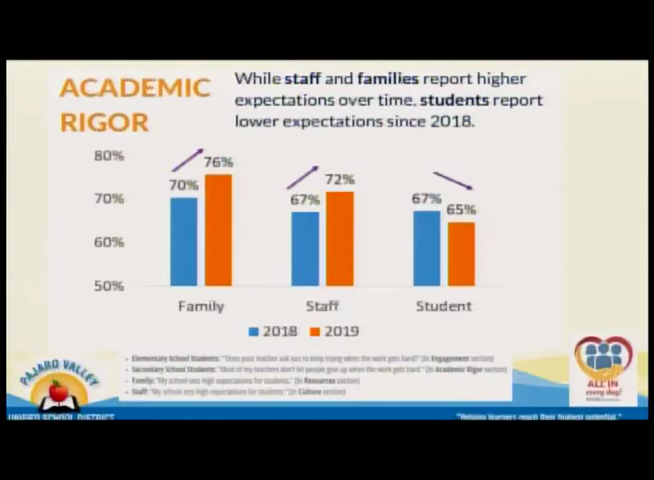 ACADEMIC
RIGOR
While staff and families report higher
expectations over time, students report
lower expectations since 2018.
80%
70%
60%
50%
70%
76%
67%
72%
67%
65%
Family
Staff
Student
2018
2019
Elementary School Students: "Does your teacher ask you to keep trying when the work gets hard?" (In Engagement section)
Secondary School Students: "Most of my teachers don't let people give up when the work gets hard." (In Academic Rigor section)
Family: "My school sets high expectations for students." (In Resources section)
Staff: "My school sets high expectations for students" (In Culture section)
PAJARO VALLEY
UNIFIED SCHOOL DISTRICT
ALL IN
every day!
"Helping learners reach their highest potential."